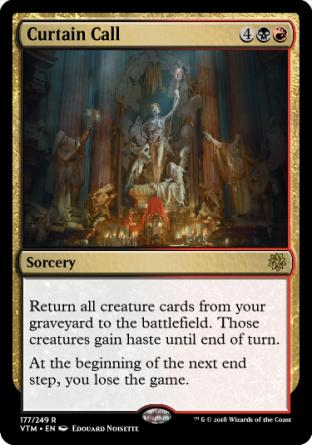 Curtain Call 4
Sorcery
Return all creature cards from your
graveyard to the battlefield. Those
creatures gain haste until end of turn.
At the beginning of the next end
step, you lose the game.
177/249 R
VTM • EN Edouard Noisette
™ & © 2018 Wizards of the Coast